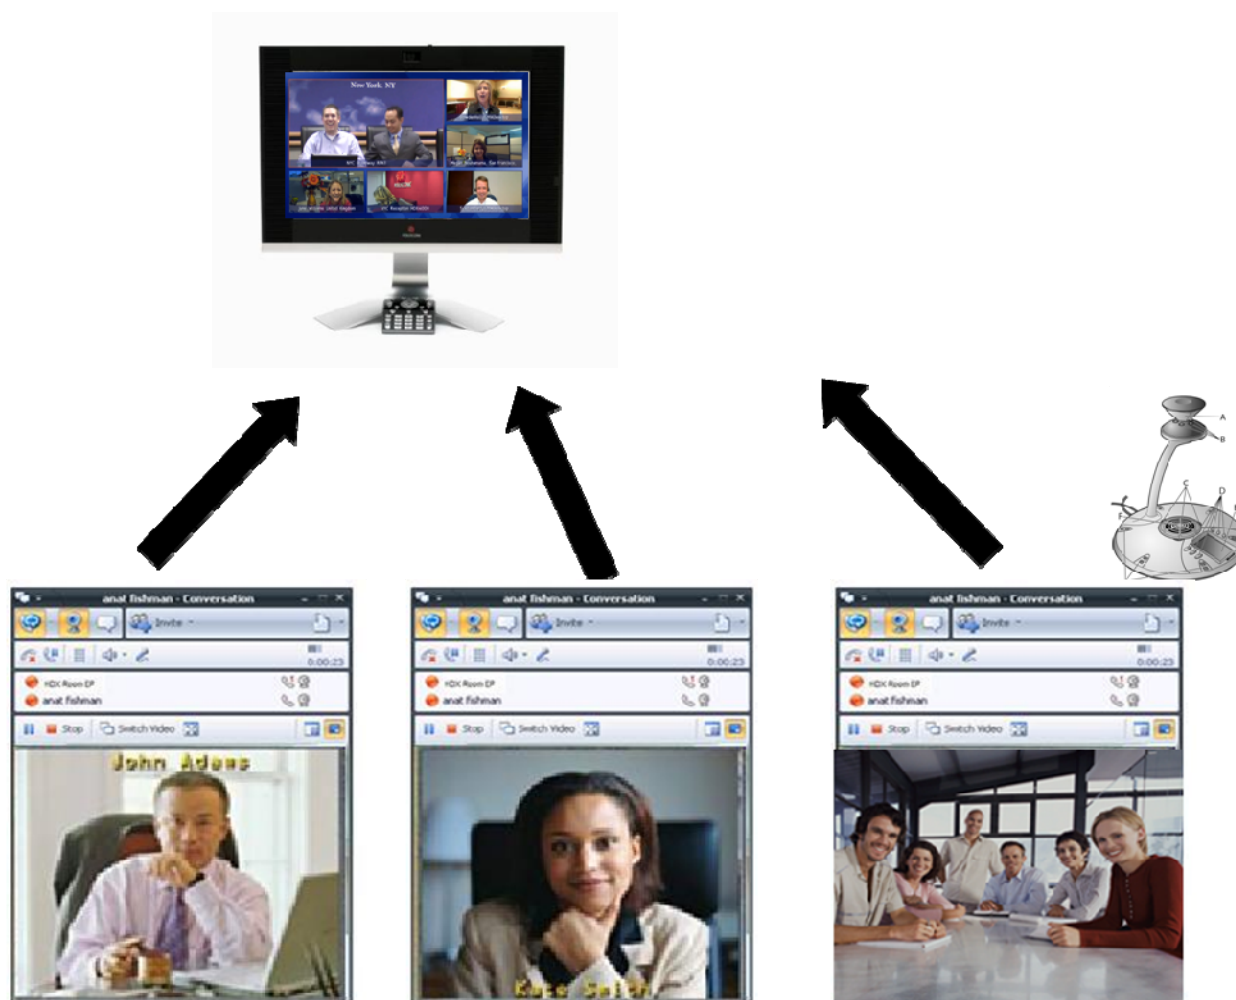 New York, NY
A
B
C
D
F
anat fishman - Conversation
Invite
0:00:23
HDX Room EP
anat fishman
Stop
Switch Video
John Adams
anat fishman - Conversation
Invite
0:00:23
HDX Room EP
anat fishman
Stop
Switch Video
Kate Smith
anat fishman - Conversation
Invite
0:00:23
HDX Room EP
anat fishman
Stop
Switch Video